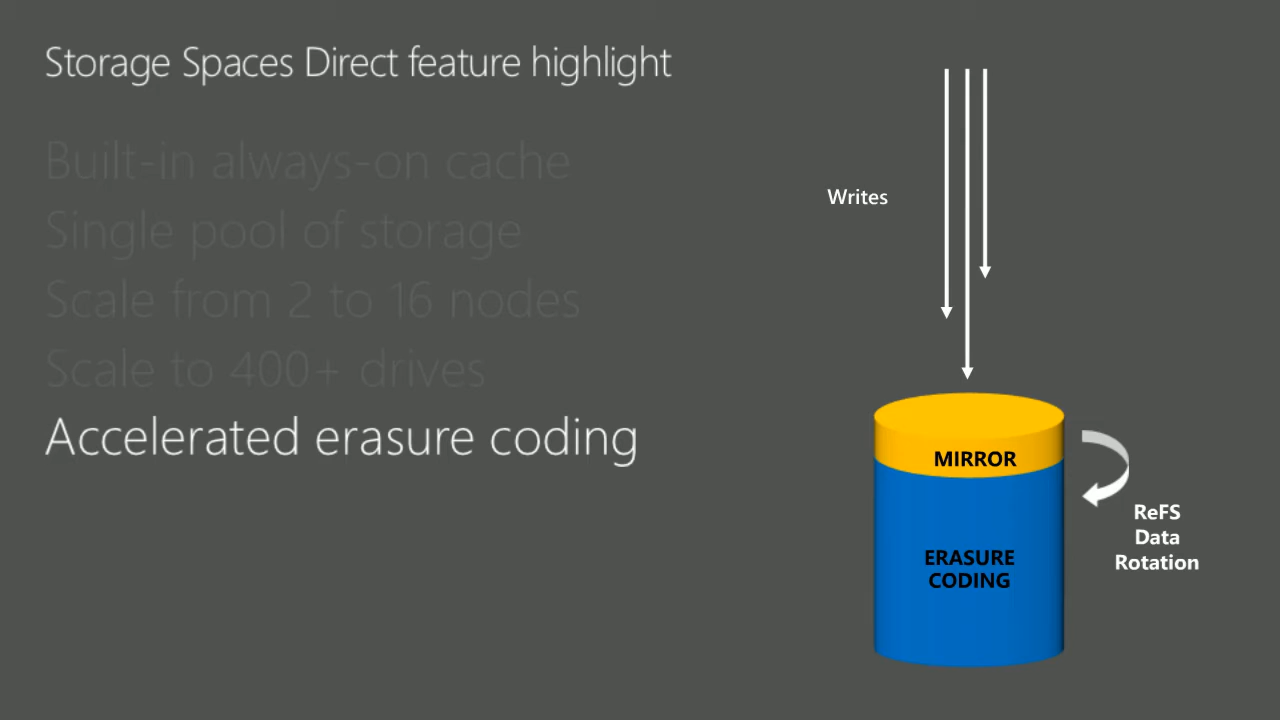 Storage Spaces Direct feature highlight
Built-in always-on cache
Single pool of storage
Scale from 2 to 16 nodes
Scale to 400+ drives
Accelerated erasure coding
Writes
MIRROR
ERASURE
CODING
ReFS
Data
Rotation